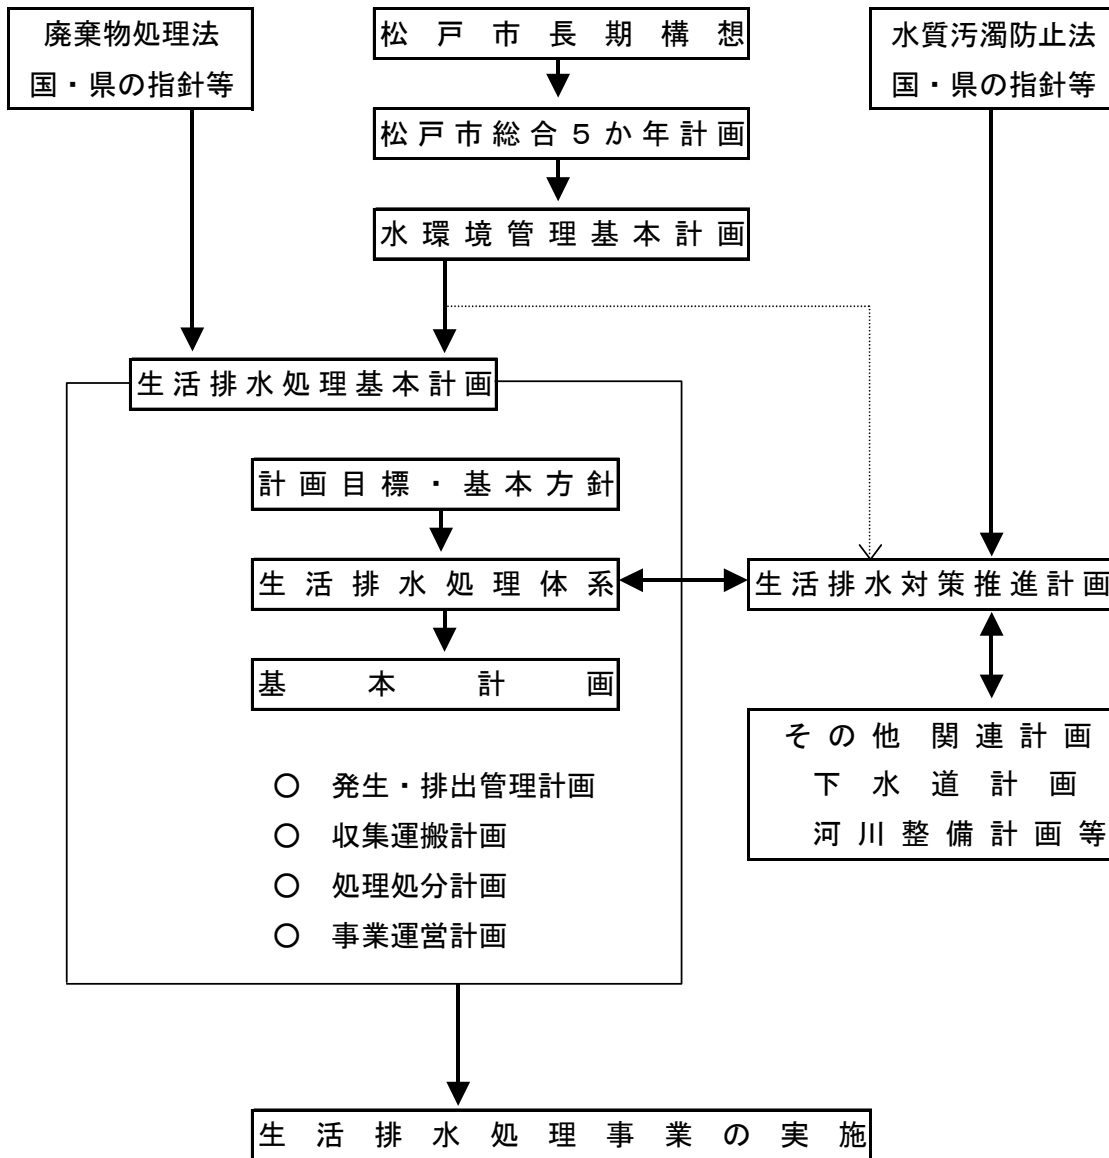 廃棄物処理法
国・県の指針等
松戸市長期構想
水質汚濁防止法
国・県の指針等
松戸市総合5か年計画
水環境管理基本計画
生活排水処理基本計画
計画目標・基本方針
生活排水処理体系
生活排水対策推進計画
基本計画
その他 関連計画
下水道計画
河川整備計画等
○ 発生・排出管理計画
○ 収集運搬計画
○ 処理処分計画
○ 事業運営計画
生活排水処理事業の実施